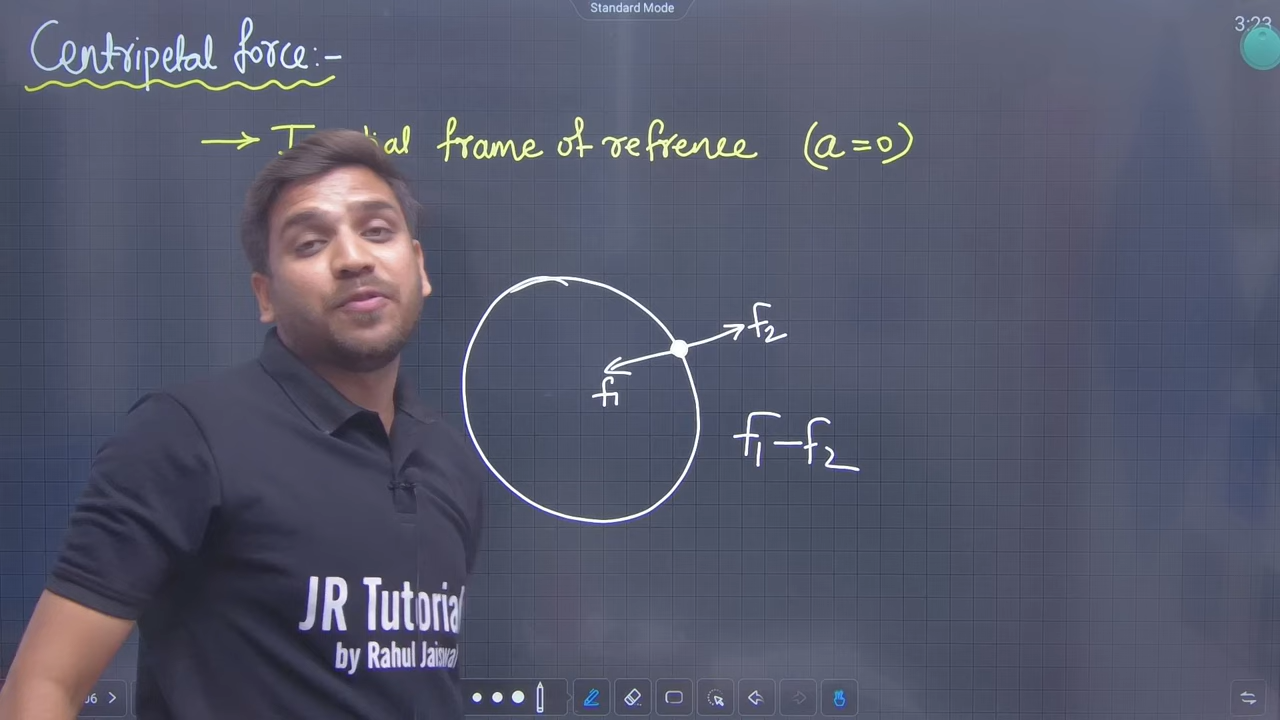 Standard Mode
3:23
Centripetal force:-
→ frame of refrence (a=0)
f2
f1
f1-f2
JR Tutorial
by Rahul Jaiswal
06 >